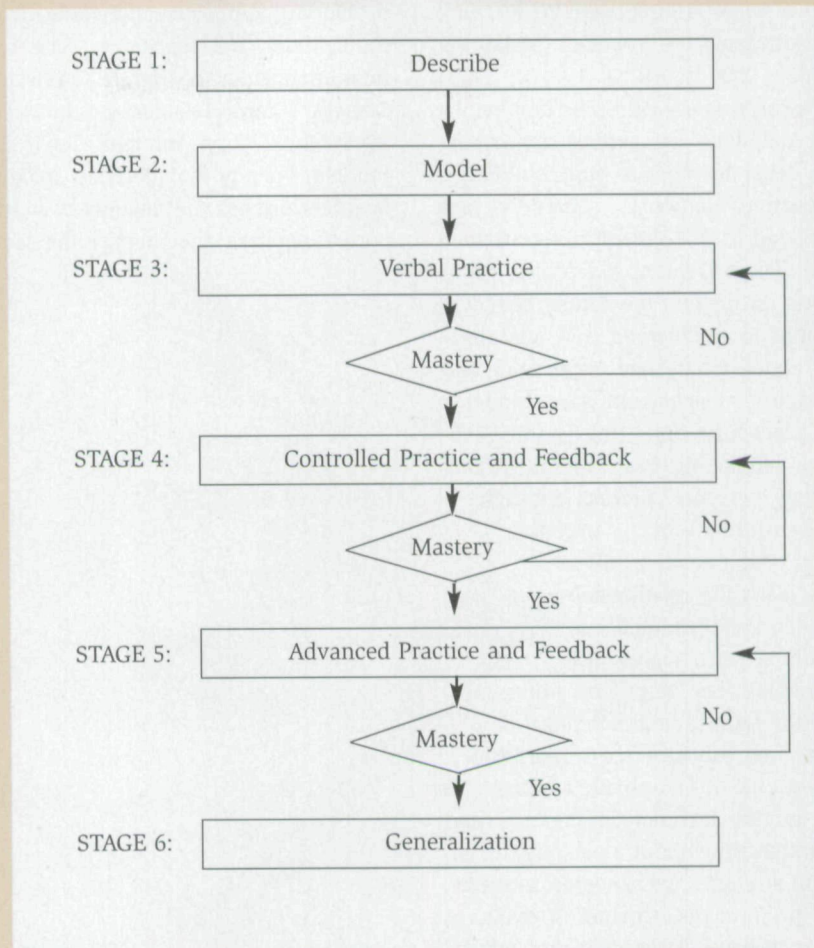 STAGE 1: Describe
STAGE 2: Model
STAGE 3: Verbal Practice
No
Mastery
Yes
STAGE 4: Controlled Practice and Feedback
No
Mastery
Yes
STAGE 5: Advanced Practice and Feedback
No
Mastery
Yes
STAGE 6: Generalization